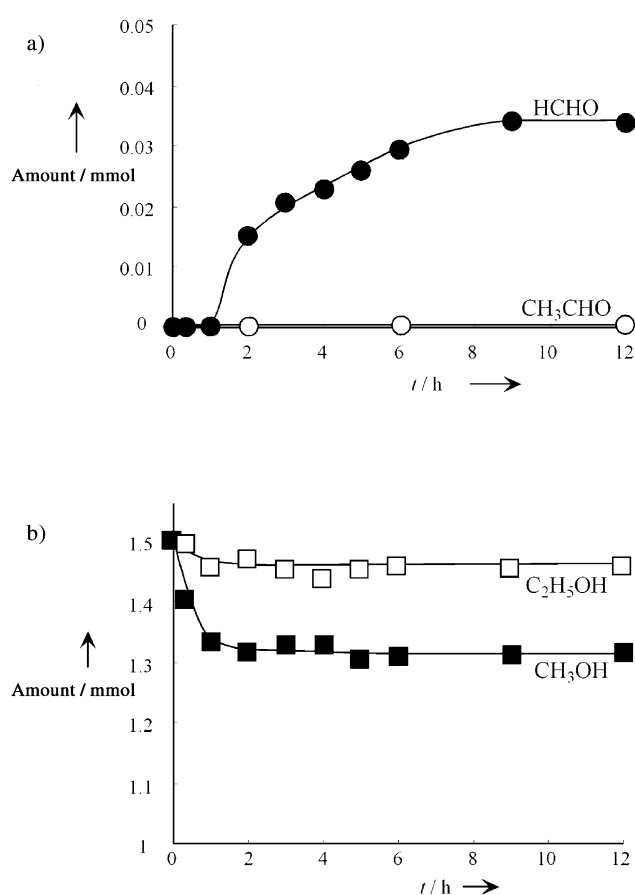 a)
0.05
0.04
0.03
0.02
0.01
0
HCHO
CH₃CHO
Amount / mmol
0 2 4 6 8 10 12
t / h
b)
1.5
1.4
1.3
1.2
1.1
1
C₂H₅OH
CH₃OH
Amount / mmol
0 2 4 6 8 10 12
t / h